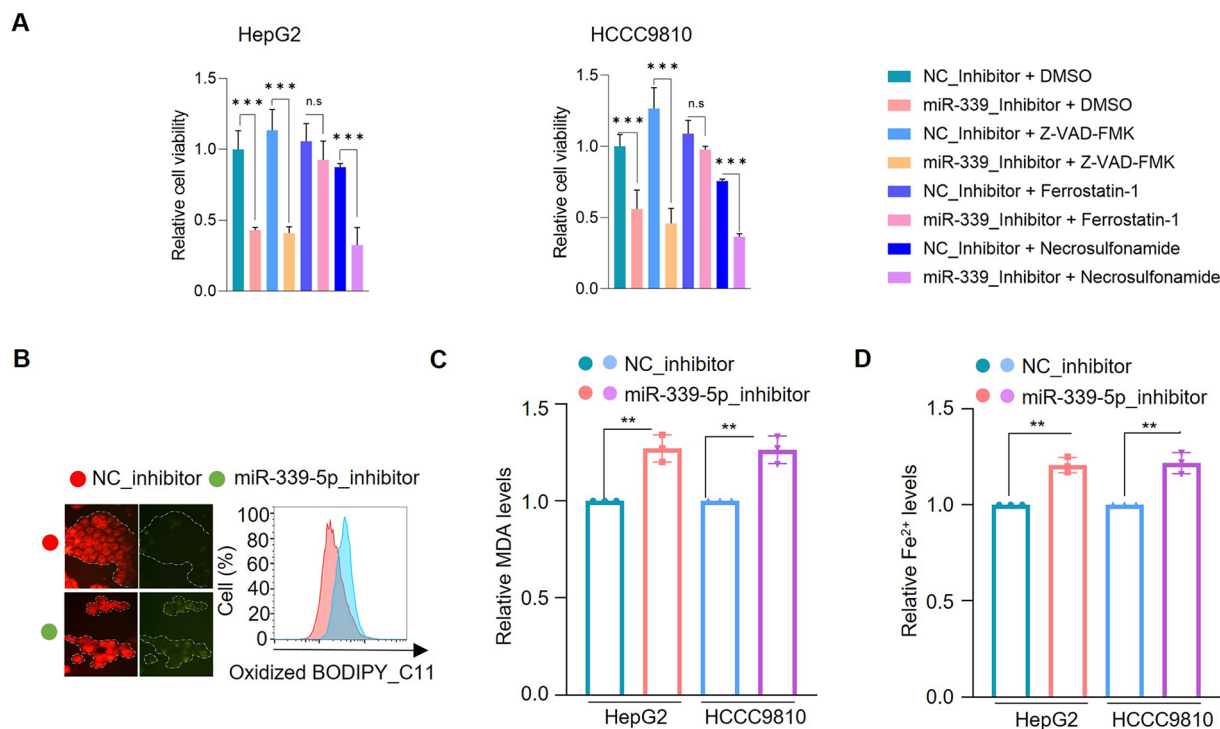 A
HepG2
HCCC9810
Relative cell viability
1.5
1.0
0.5
0.0
***
***
n.s
***
Relative cell viability
1.5
1.0
0.5
0.0
***
***
n.s
***
NC_Inhibitor + DMSO
miR-339_Inhibitor + DMSO
NC_Inhibitor + Z-VAD-FMK
miR-339_Inhibitor + Z-VAD-FMK
NC_Inhibitor + Ferrostatin-1
miR-339_Inhibitor + Ferrostatin-1
NC_Inhibitor + Necrosulfonamide
miR-339_Inhibitor + Necrosulfonamide
B
NC_inhibitor miR-339-5p_inhibitor
Cell (%)
100
80
60
40
20
0
Oxidized BODIPY_C11
C
NC_inhibitor
miR-339-5p_inhibitor
Relative MDA levels
1.5
1.0
0.5
0.0
**
**
HepG2 HCCC9810
D
NC_inhibitor
miR-339-5p_inhibitor
Relative Fe²⁺ levels
1.5
1.0
0.5
0.0
**
**
HepG2 HCCC9810